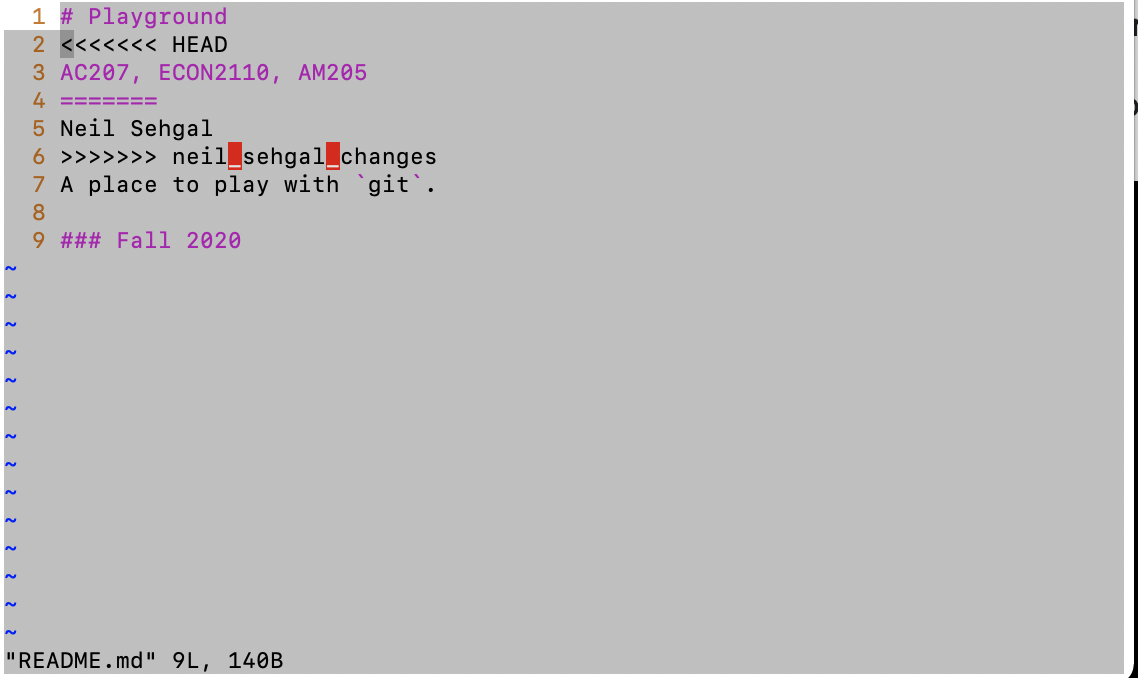 1 # Playground
2 <<<<<<< HEAD
3 AC207, ECON2110, AM205
4 =======
5 Neil Sehgal
6 >>>>>>> neil_sehgal_changes
7 A place to play with `git`.
8
9 ### Fall 2020
~
~
~
~
~
~
~
~
~
~
~
~
~
~
"README.md" 9L, 140B